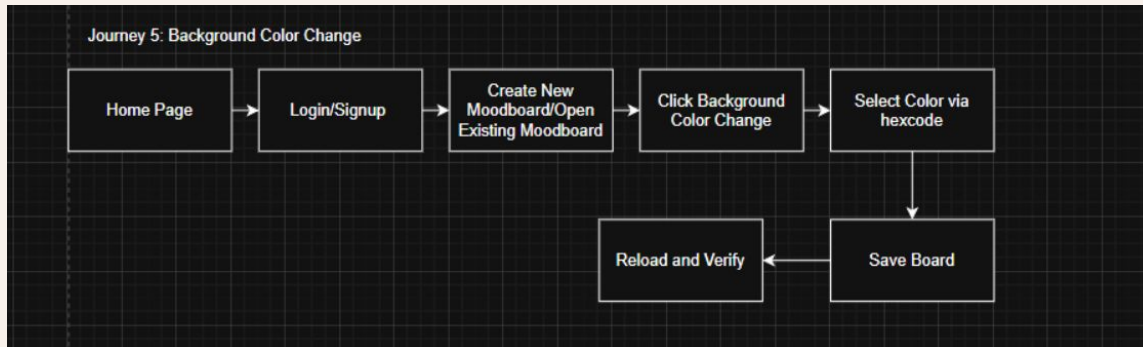 Journey 5: Background Color Change
Home Page
Login/Signup
Create New
Moodboard/Open
Existing Moodboard
Click Background
Color Change
Select Color via
hexcode
Save Board
Reload and Verify